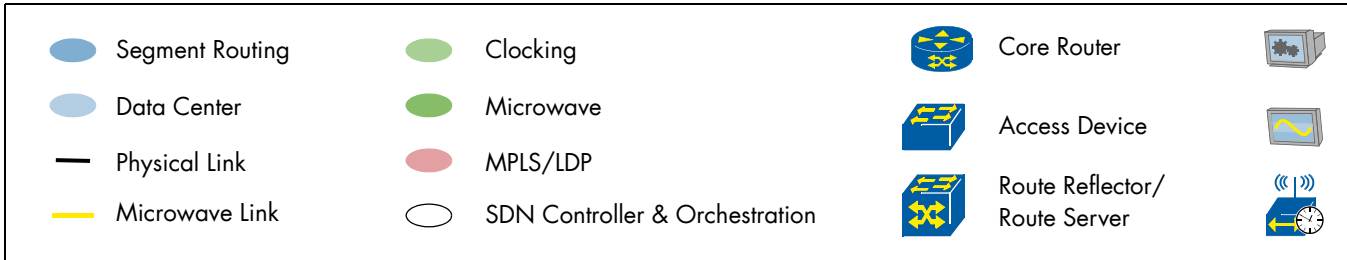 Segment Routing
Data Center
Physical Link
Microwave Link
Clocking
Microwave
MPLS/LDP
SDN Controller & Orchestration
Core Router
Access Device
Route Reflector/
Route Server